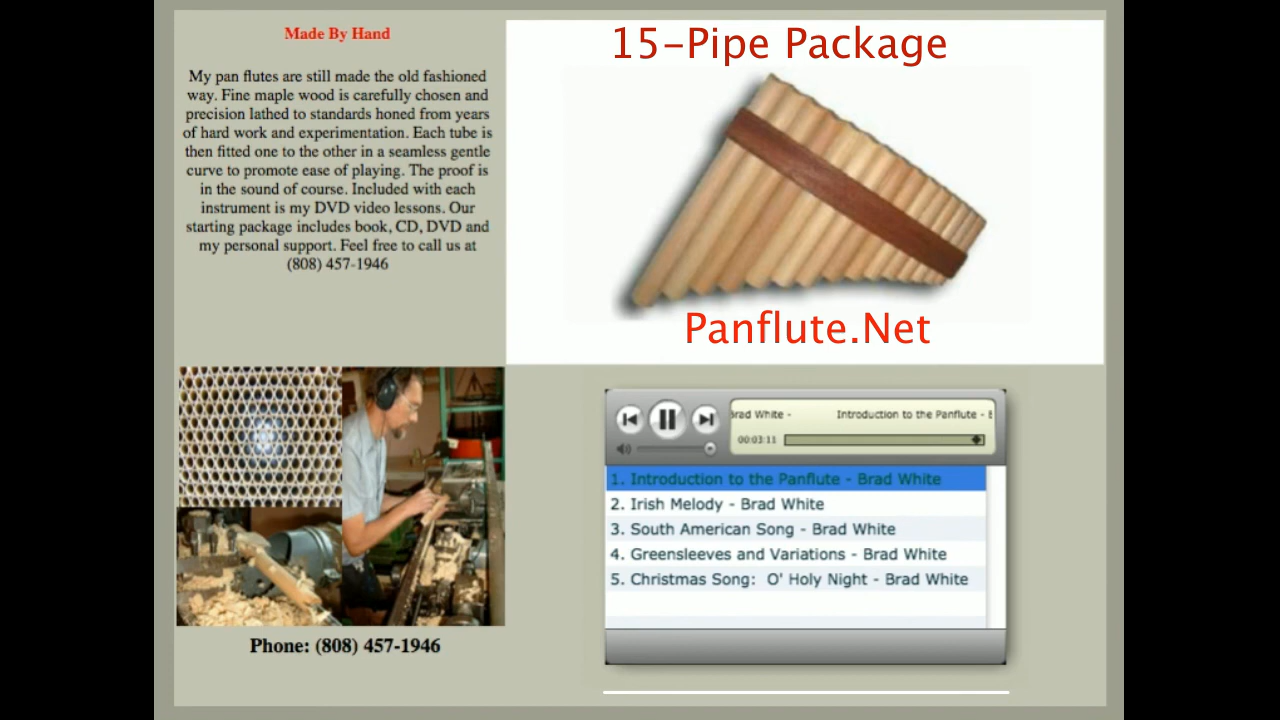 Made By Hand
My pan flutes are still made the old fashioned
way. Fine maple wood is carefully chosen and
precision lathed to standards honed from years
of hard work and experimentation. Each tube is
then fitted one to the other in a seamless gentle
curve to promote ease of playing. The proof is
in the sound of course. Included with each
instrument is my DVD video lessons. Our
starting package includes book, CD, DVD and
my personal support. Feel free to call us at
(808) 457-1946
15-Pipe Package
Panflute.Net
Phone: (808) 457-1946
Brad White - Introduction to the Panflute - B
00:03:11
1. Introduction to the Panflute - Brad White
2. Irish Melody - Brad White
3. South American Song - Brad White
4. Greensleeves and Variations - Brad White
5. Christmas Song: O' Holy Night - Brad White